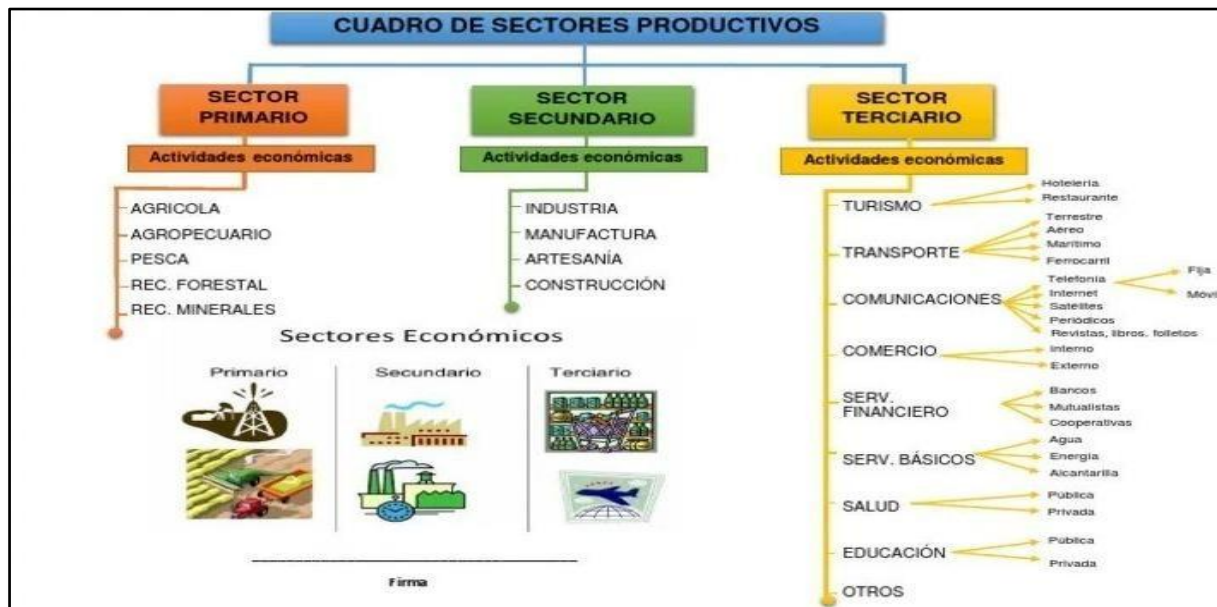 CUADRO DE SECTORES PRODUCTIVOS
SECTOR
PRIMARIO
Actividades económicas
AGRICOLA
AGROPECUARIO
PESCA
REC. FORESTAL
REC. MINERALES
SECTOR
SECUNDARIO
Actividades económicas
INDUSTRIA
MANUFACTURA
ARTESANÍA
CONSTRUCCIÓN
SECTOR
TERCIARIO
Actividades económicas
TURISMO
Hotelería
Restaurante
TRANSPORTE
Terrestre
Aéreo
Marítimo
Ferrocarril
COMUNICACIONES
Telefonía
Fija
Móvi
Internet
Satélites
Periódicos
Revistas, libros. folletos
COMERCIO
Interno
Externo
SERV.
FINANCIERO
Bancos
Mutualistas
Cooperativas
SERV. BÁSICOS
Agua
Energía
Alcantarilla
SALUD
Pública
Privada
EDUCACIÓN
Pública
Privada
OTROS
Sectores Económicos
Primario
Secundario
Terciario
Firma